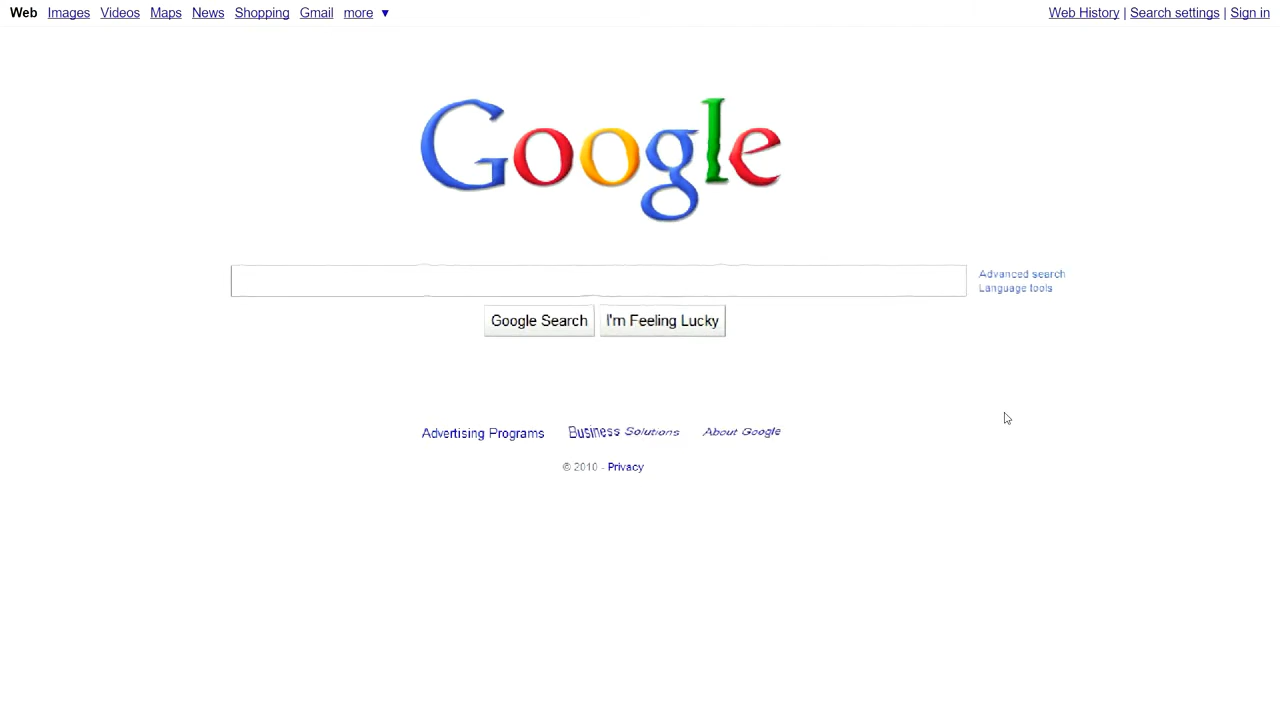 Web Images Videos Maps News Shopping Gmail more ▼ Web History | Search settings | Sign in
Google
Advanced search
Language tools
Google Search I'm Feeling Lucky
Advertising Programs Business Solutions About Google
© 2010 - Privacy